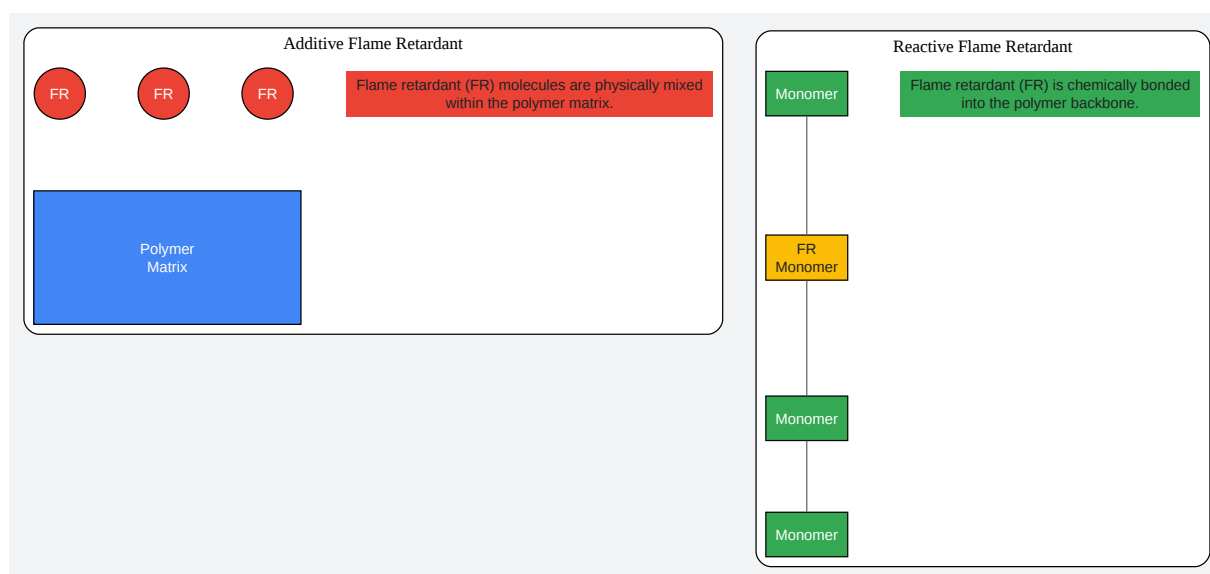 Additive Flame Retardant
FR
FR
FR
Flame retardant (FR) molecules are physically mixed
within the polymer matrix.
Polymer
Matrix
Reactive Flame Retardant
Monomer
Flame retardant (FR) is chemically bonded
into the polymer backbone.
FR
Monomer
Monomer
Monomer